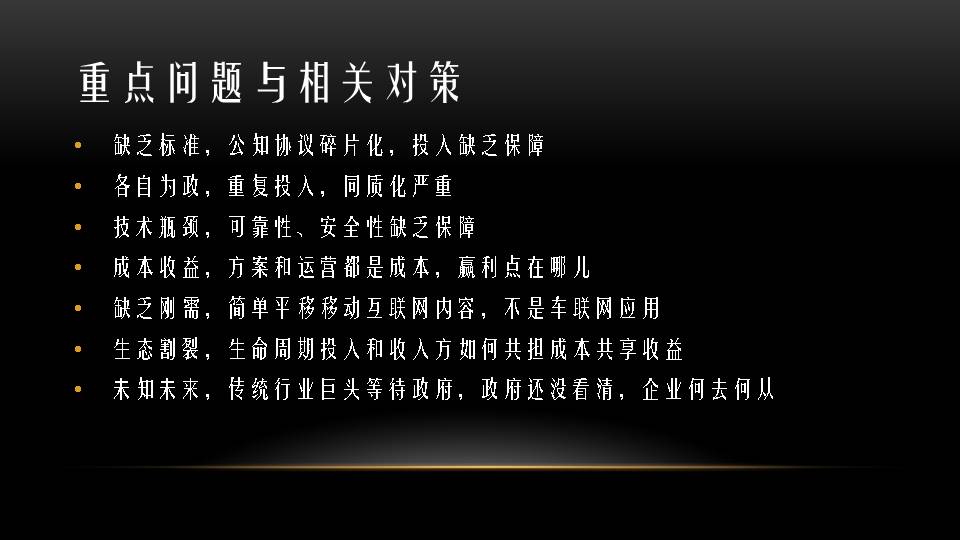 重点问题与相关对策
• 缺乏标准，公知协议碎片化，投入缺乏保障
• 各自为政，重复投入，同质化严重
• 技术瓶颈，可靠性、安全性缺乏保障
• 成本收益，方案和运营都是成本，赢利点在哪儿
• 缺乏刚需，简单平移移动互联网内容，不是车联网应用
• 生态割裂，生命周期投入和收入方如何共担成本共享收益
• 未知未来，传统行业巨头等待政府，政府还没看清，企业何去何从